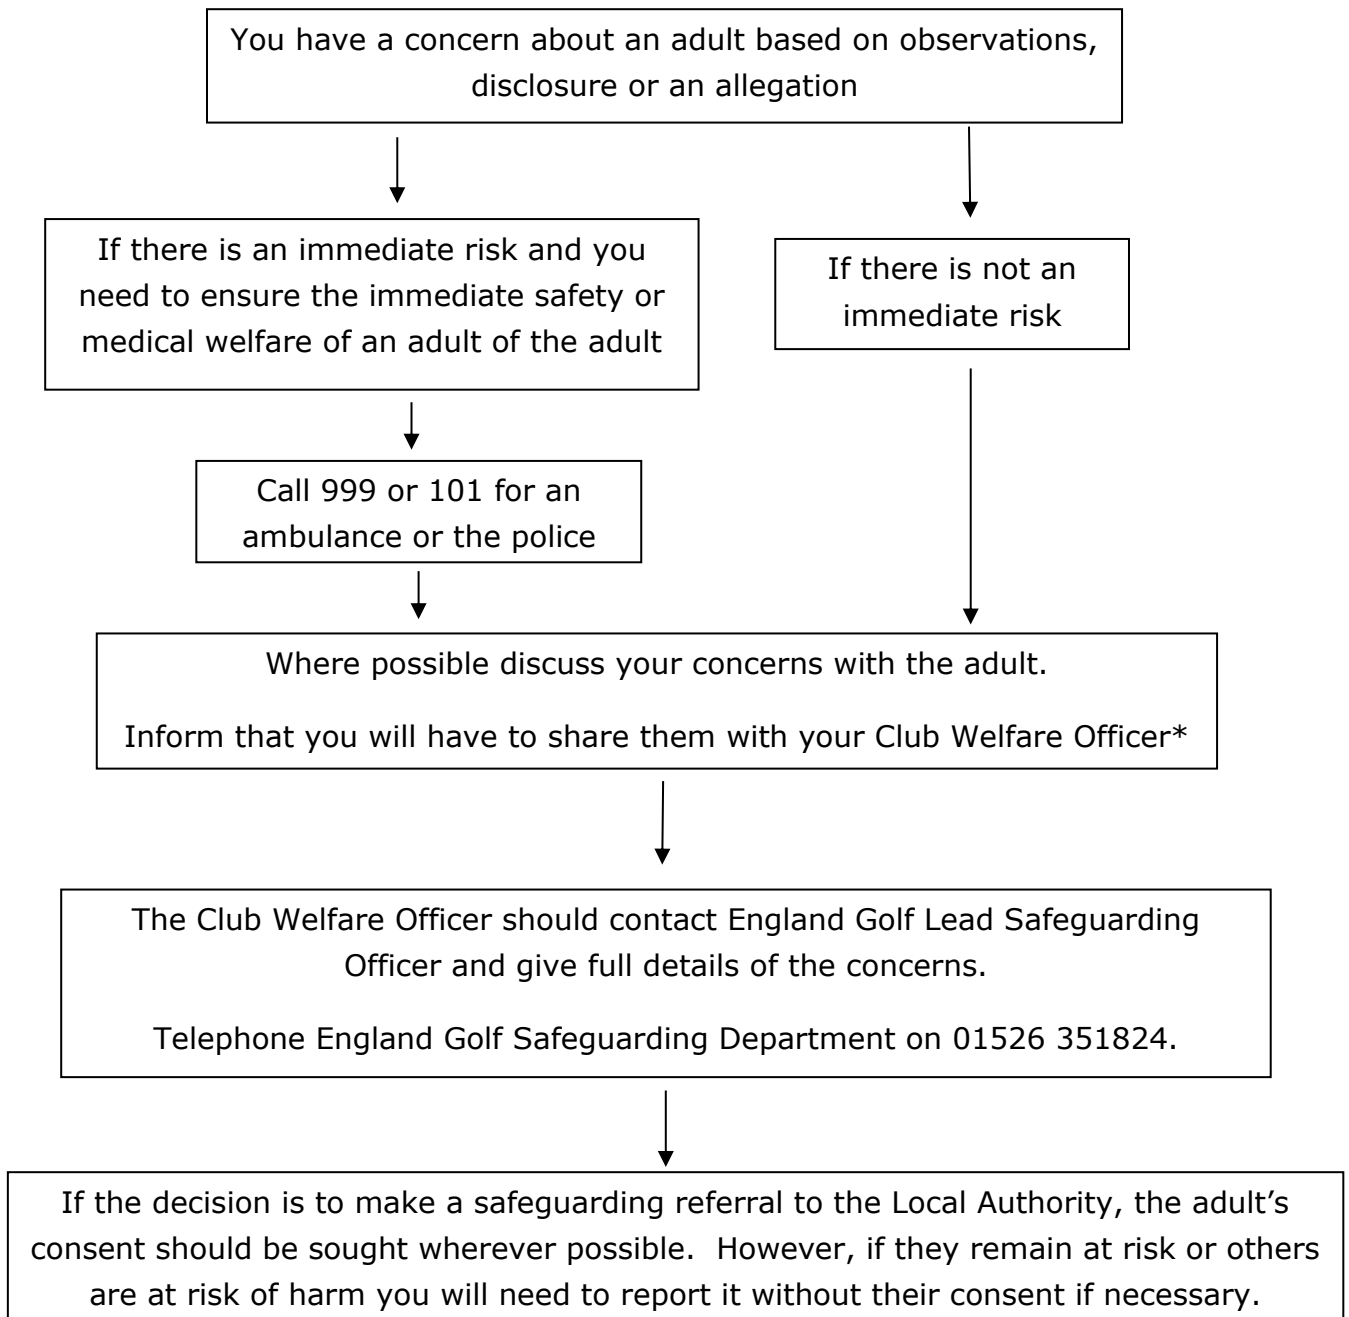 You have a concern about an adult based on observations,
disclosure or an allegation
If there is an immediate risk and you
need to ensure the immediate safety or
medical welfare of an adult of the adult
If there is not an
immediate risk
Call 999 or 101 for an
ambulance or the police
Where possible discuss your concerns with the adult.
Inform that you will have to share them with your Club Welfare Officer*
The Club Welfare Officer should contact England Golf Lead Safeguarding
Officer and give full details of the concerns.
Telephone England Golf Safeguarding Department on 01526 351824.
If the decision is to make a safeguarding referral to the Local Authority, the adult’s
consent should be sought wherever possible.  However, if they remain at risk or others
are at risk of harm you will need to report it without their consent if necessary.